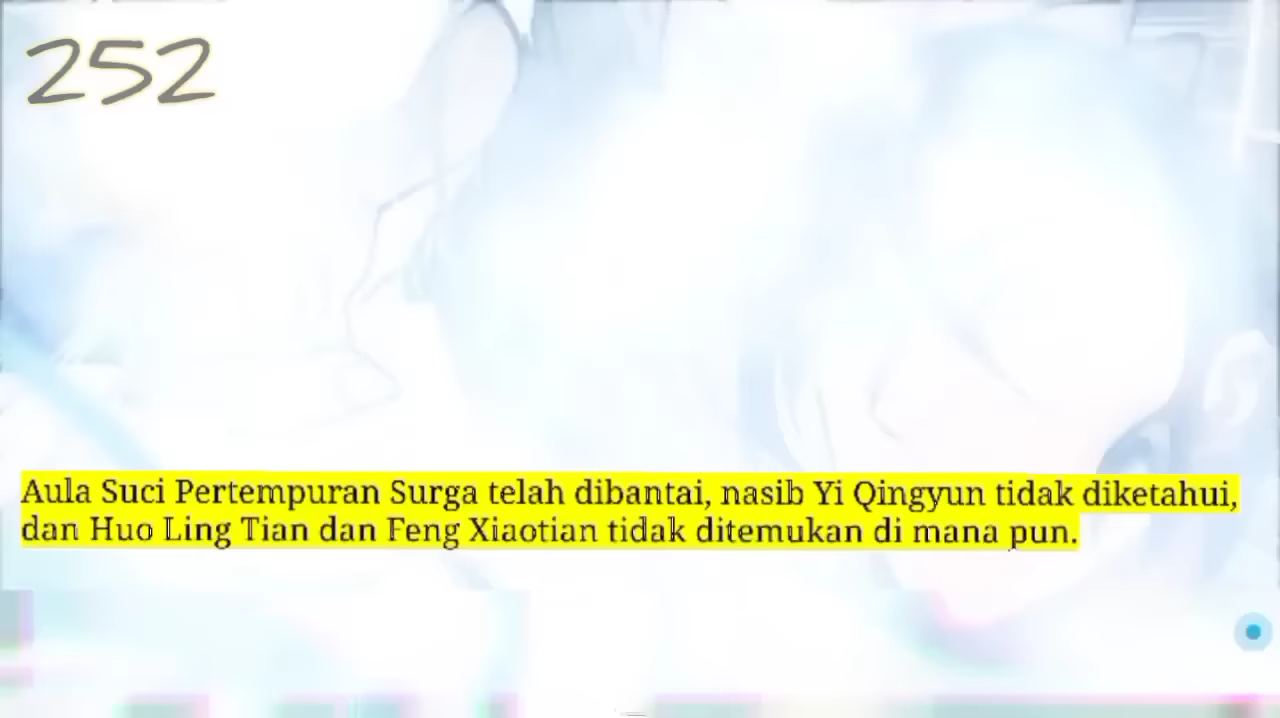 252
Aula Suci Pertempuran Surga telah dibantai, nasib Yi Qingyun tidak diketahui,
dan Huo Ling Tian dan Feng Xiaotian tidak ditemukan di mana pun.